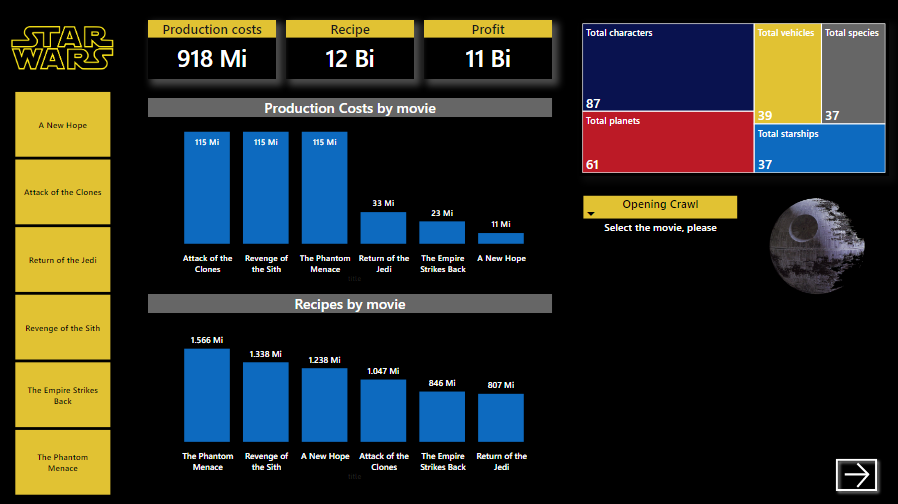 STAR
WARS
A New Hope
Attack of the Clones
Return of the Jedi
Revenge of the Sith
The Empire Strikes
Back
The Phantom
Menace
Production costs
918 Mi
Recipe
12 Bi
Profit
11 Bi
Production Costs by movie
115 Mi
115 Mi
115 Mi
33 Mi
23 Mi
11 Mi
Attack of the
Clones
Revenge of
the Sith
The Phantom
Menace
Return of the
Jedi
The Empire
Strikes Back
A New Hope
title
Recipes by movie
1.566 Mi
1.338 Mi
1.238 Mi
1.047 Mi
846 Mi
807 Mi
The Phantom
Menace
Revenge of
the Sith
A New Hope
Attack of the
Clones
The Empire
Strikes Back
Return of the
Jedi
title
Total characters
87
Total planets
61
Total vehicles
39
Total species
37
Total starships
37
Opening Crawl
Select the movie, please